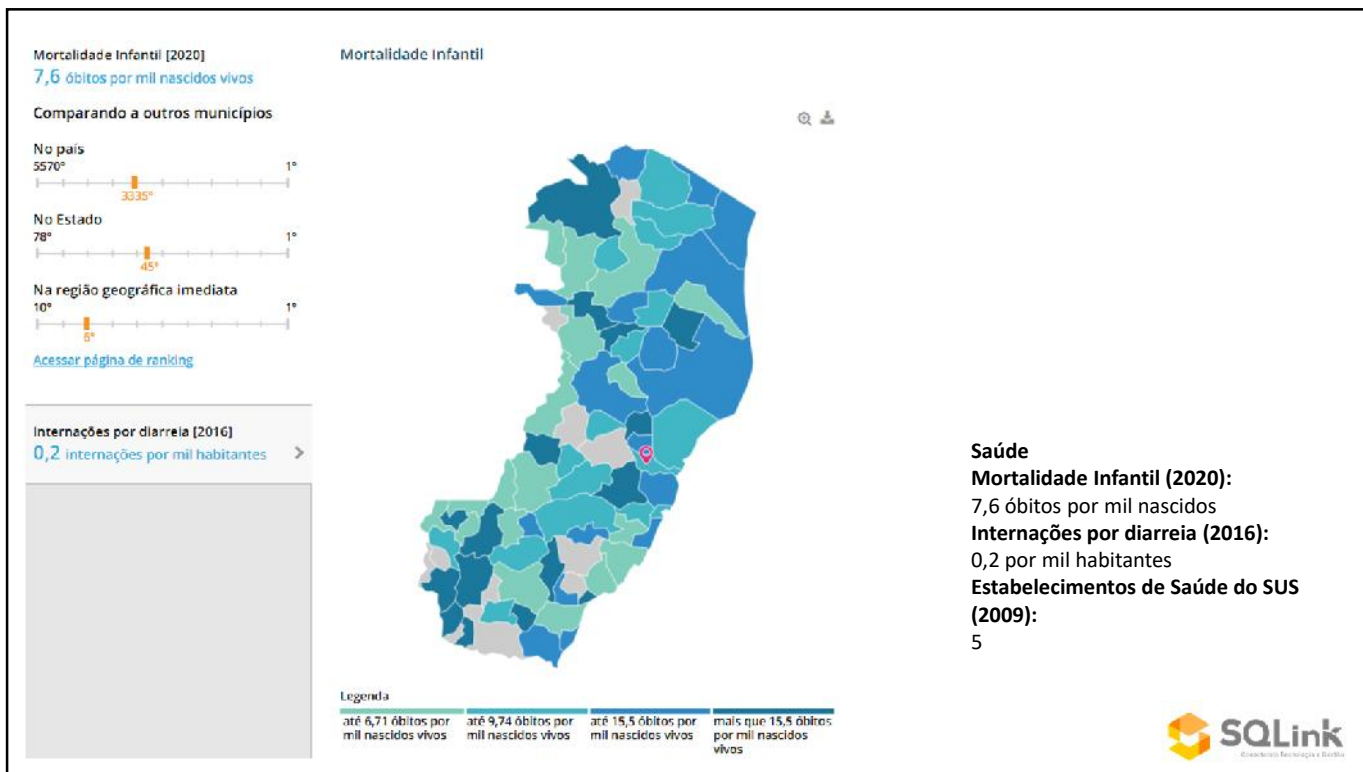 Mortalidade Infantil [2020]
7,6 óbitos por mil nascidos vivos
Comparando a outros municípios
No país
5570°
1°
3335°
No Estado
78°
1°
45°
Na região geográfica imediata
10°
1°
6°
Acessar página de ranking
Internações por diarreia [2016]
0,2 internações por mil habitantes
Mortalidade Infantil
Legenda
até 6,71 óbitos por
mil nascidos vivos
até 9,74 óbitos por
mil nascidos vivos
até 15,5 óbitos por
mil nascidos vivos
mais que 15,5 óbitos
por mil nascidos
vivos
Saúde
Mortalidade Infantil (2020):
7,6 óbitos por mil nascidos
Internações por diarreia (2016):
0,2 por mil habitantes
Estabelecimentos de Saúde do SUS
(2009):
5
SQLink
Conectando Tecnologia e Gestão